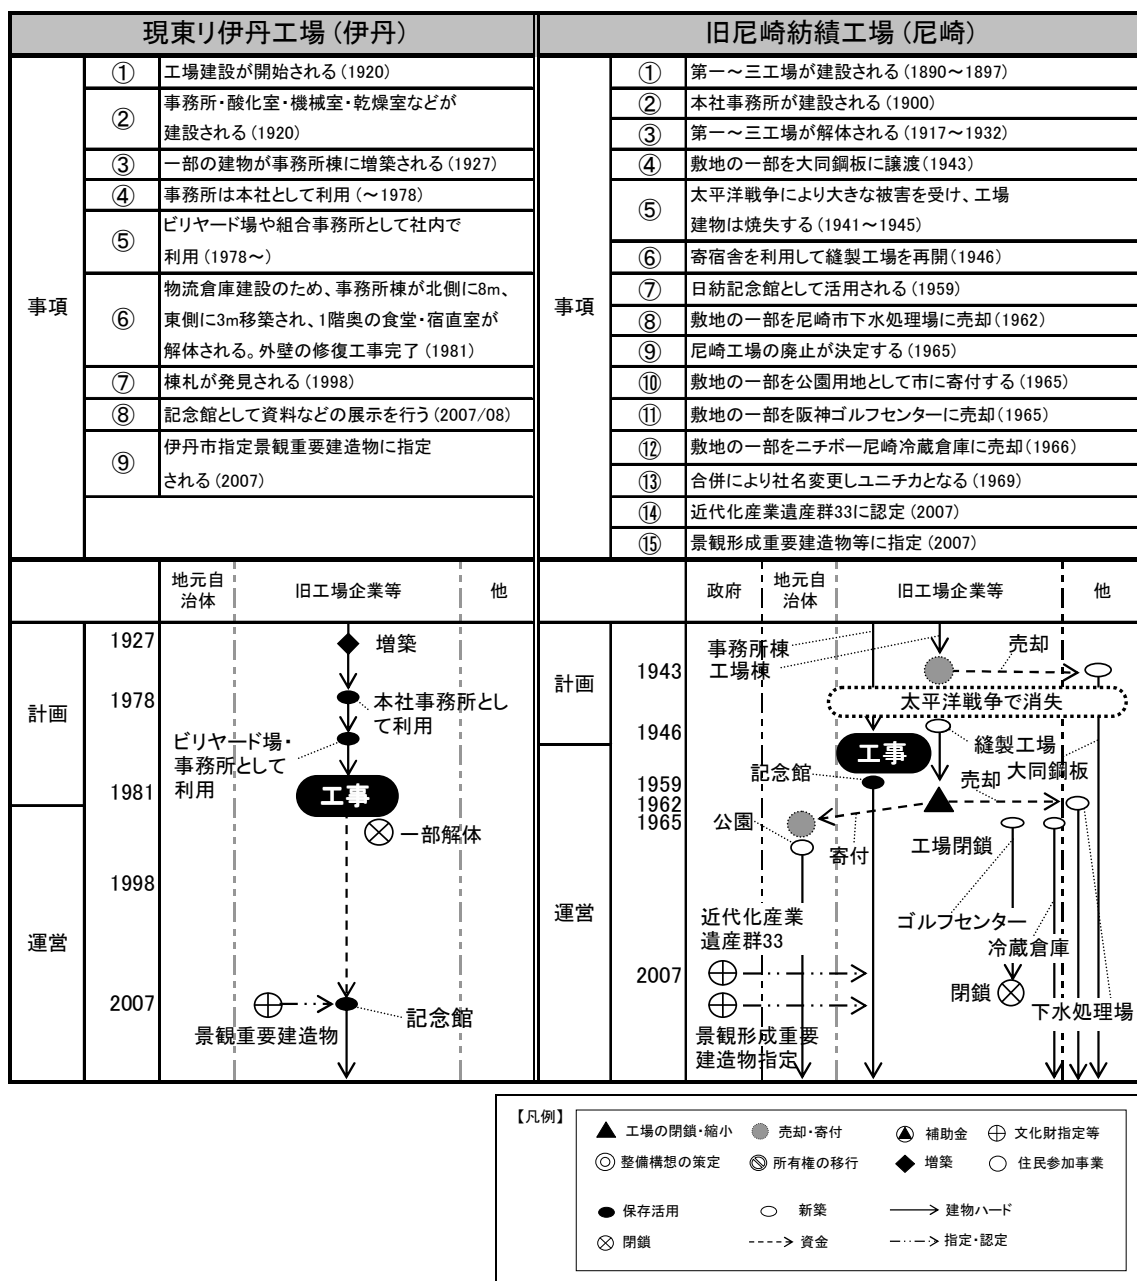 現東リ伊丹工場(伊丹)
事項
① 工場建設が開始される(1920)
② 事務所・酸化室・機械室・乾燥室などが
建設される(1920)
③ 一部の建物が事務所棟に増築される(1927)
④ 事務所は本社として利用(～1978)
⑤ ビリヤード場や組合事務所として社内で
利用(1978～)
⑥ 物流倉庫建設のため、事務所棟が北側に8m、
東側に3m移築され、1階奥の食堂・宿直室が
解体される。外壁の修復工事完了(1981)
⑦ 棟札が発見される(1998)
⑧ 記念館として資料などの展示を行う(2007/08)
⑨ 伊丹市指定景観重要建造物に指定
される(2007)
旧尼崎紡績工場(尼崎)
事項
① 第一～三工場が建設される(1890～1897)
② 本社事務所が建設される(1900)
③ 第一～三工場が解体される(1917～1932)
④ 敷地の一部を大同鋼板に譲渡(1943)
⑤ 太平洋戦争により大きな被害を受け、工場
建物は焼失する(1941～1945)
⑥ 寄宿舎を利用して縫製工場を再開(1946)
⑦ 日紡記念館として活用される(1959)
⑧ 敷地の一部を尼崎市下水処理場に売却(1962)
⑨ 尼崎工場の廃止が決定する(1965)
⑩ 敷地の一部を公園用地として市に寄付する(1965)
⑪ 敷地の一部を阪神ゴルフセンターに売却(1965)
⑫ 敷地の一部をニチボー尼崎冷蔵倉庫に売却(1966)
⑬ 合併により社名変更しユニチカとなる(1969)
⑭ 近代化産業遺産群33に認定(2007)
⑮ 景観形成重要建造物等に指定(2007)
地元自
治体
旧工場企業等
他
計画
運営
1927
1978
1981
1998
2007
増築
本社事務所とし
て利用
ビリヤード場・
事務所として
利用
工事
一部解体
記念館
景観重要建造物
政府
地元自
治体
旧工場企業等
他
計画
運営
1943
1946
1959
1962
1965
2007
事務所棟
工場棟
売却
太平洋戦争で消失
工事
縫製工場
大同鋼板
記念館
売却
公園
寄付
工場閉鎖
ゴルフセンター
冷蔵倉庫
近代化産業
遺産群33
閉鎖
下水処理場
景観形成重要
建造物指定
【凡例】
工場の閉鎖・縮小 売却・寄付 補助金 文化財指定等
整備構想の策定 所有権の移行 増築 住民参加事業
保存活用 新築 建物ハード
閉鎖 資金 指定・認定